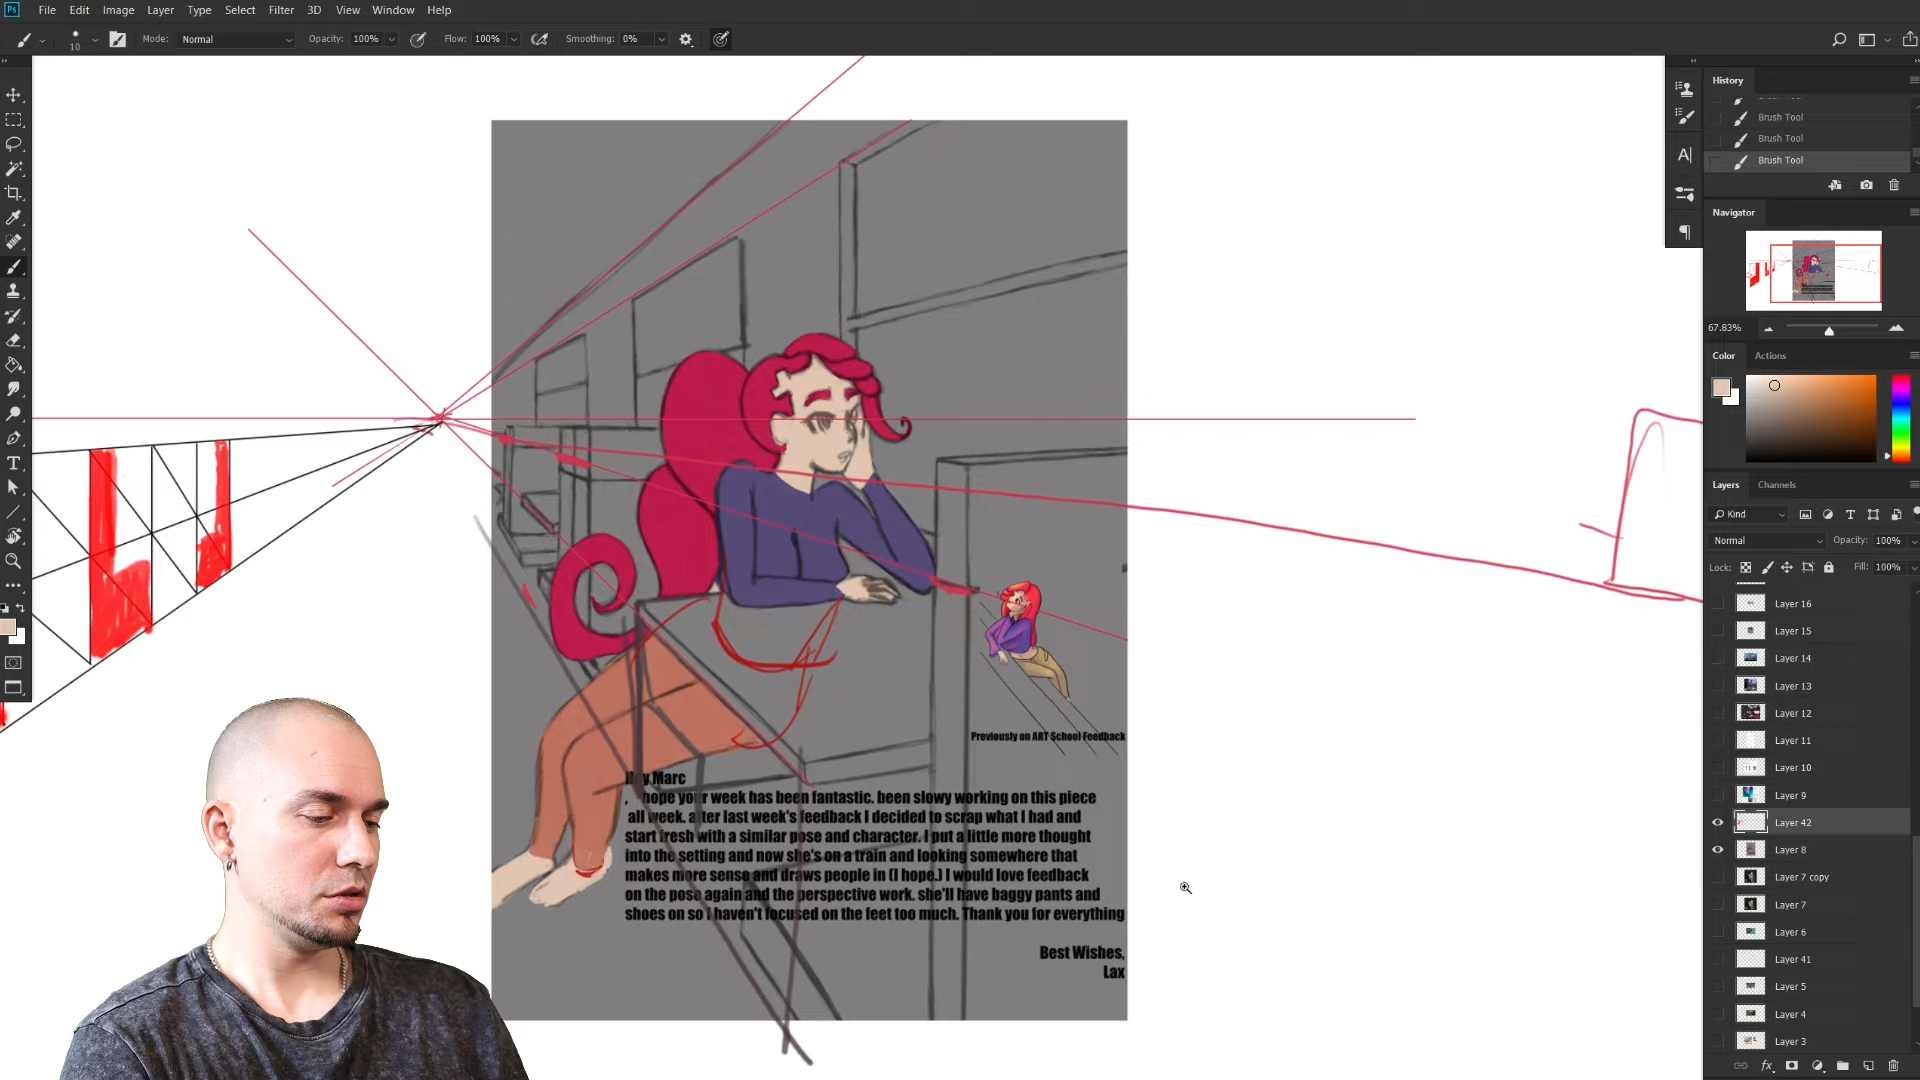 Ps File Edit Image Layer Type Select Filter 3D View Window Help
10 Mode: Normal Opacity: 100% Flow: 100% Smoothing: 0%
History
Brush Tool
Brush Tool
Brush Tool
Navigator
67.83%
Color Actions
Layers Channels
Kind
Normal Opacity: 100%
Lock: Fill: 100%
Layer 16
Layer 15
Layer 14
Layer 13
Layer 12
Layer 11
Layer 10
Layer 9
Layer 42
Layer 8
Layer 7 copy
Layer 7
Layer 6
Layer 41
Layer 5
Layer 4
Layer 3
fx
Previously on ART School Feedback
Hey Marc
, hope your week has been fantastic. been slowy working on this piece
all week. after last week's feedback I decided to scrap what I had and
start fresh with a similar pose and character. I put a little more thought
into the setting and now she's on a train and looking somewhere that
makes more sense and draws people in (I hope.) I would love feedback
on the pose again and the perspective work. she'll have baggy pants and
shoes on so I haven't focused on the feet too much. Thank you for everything
Best Wishes,
Lax